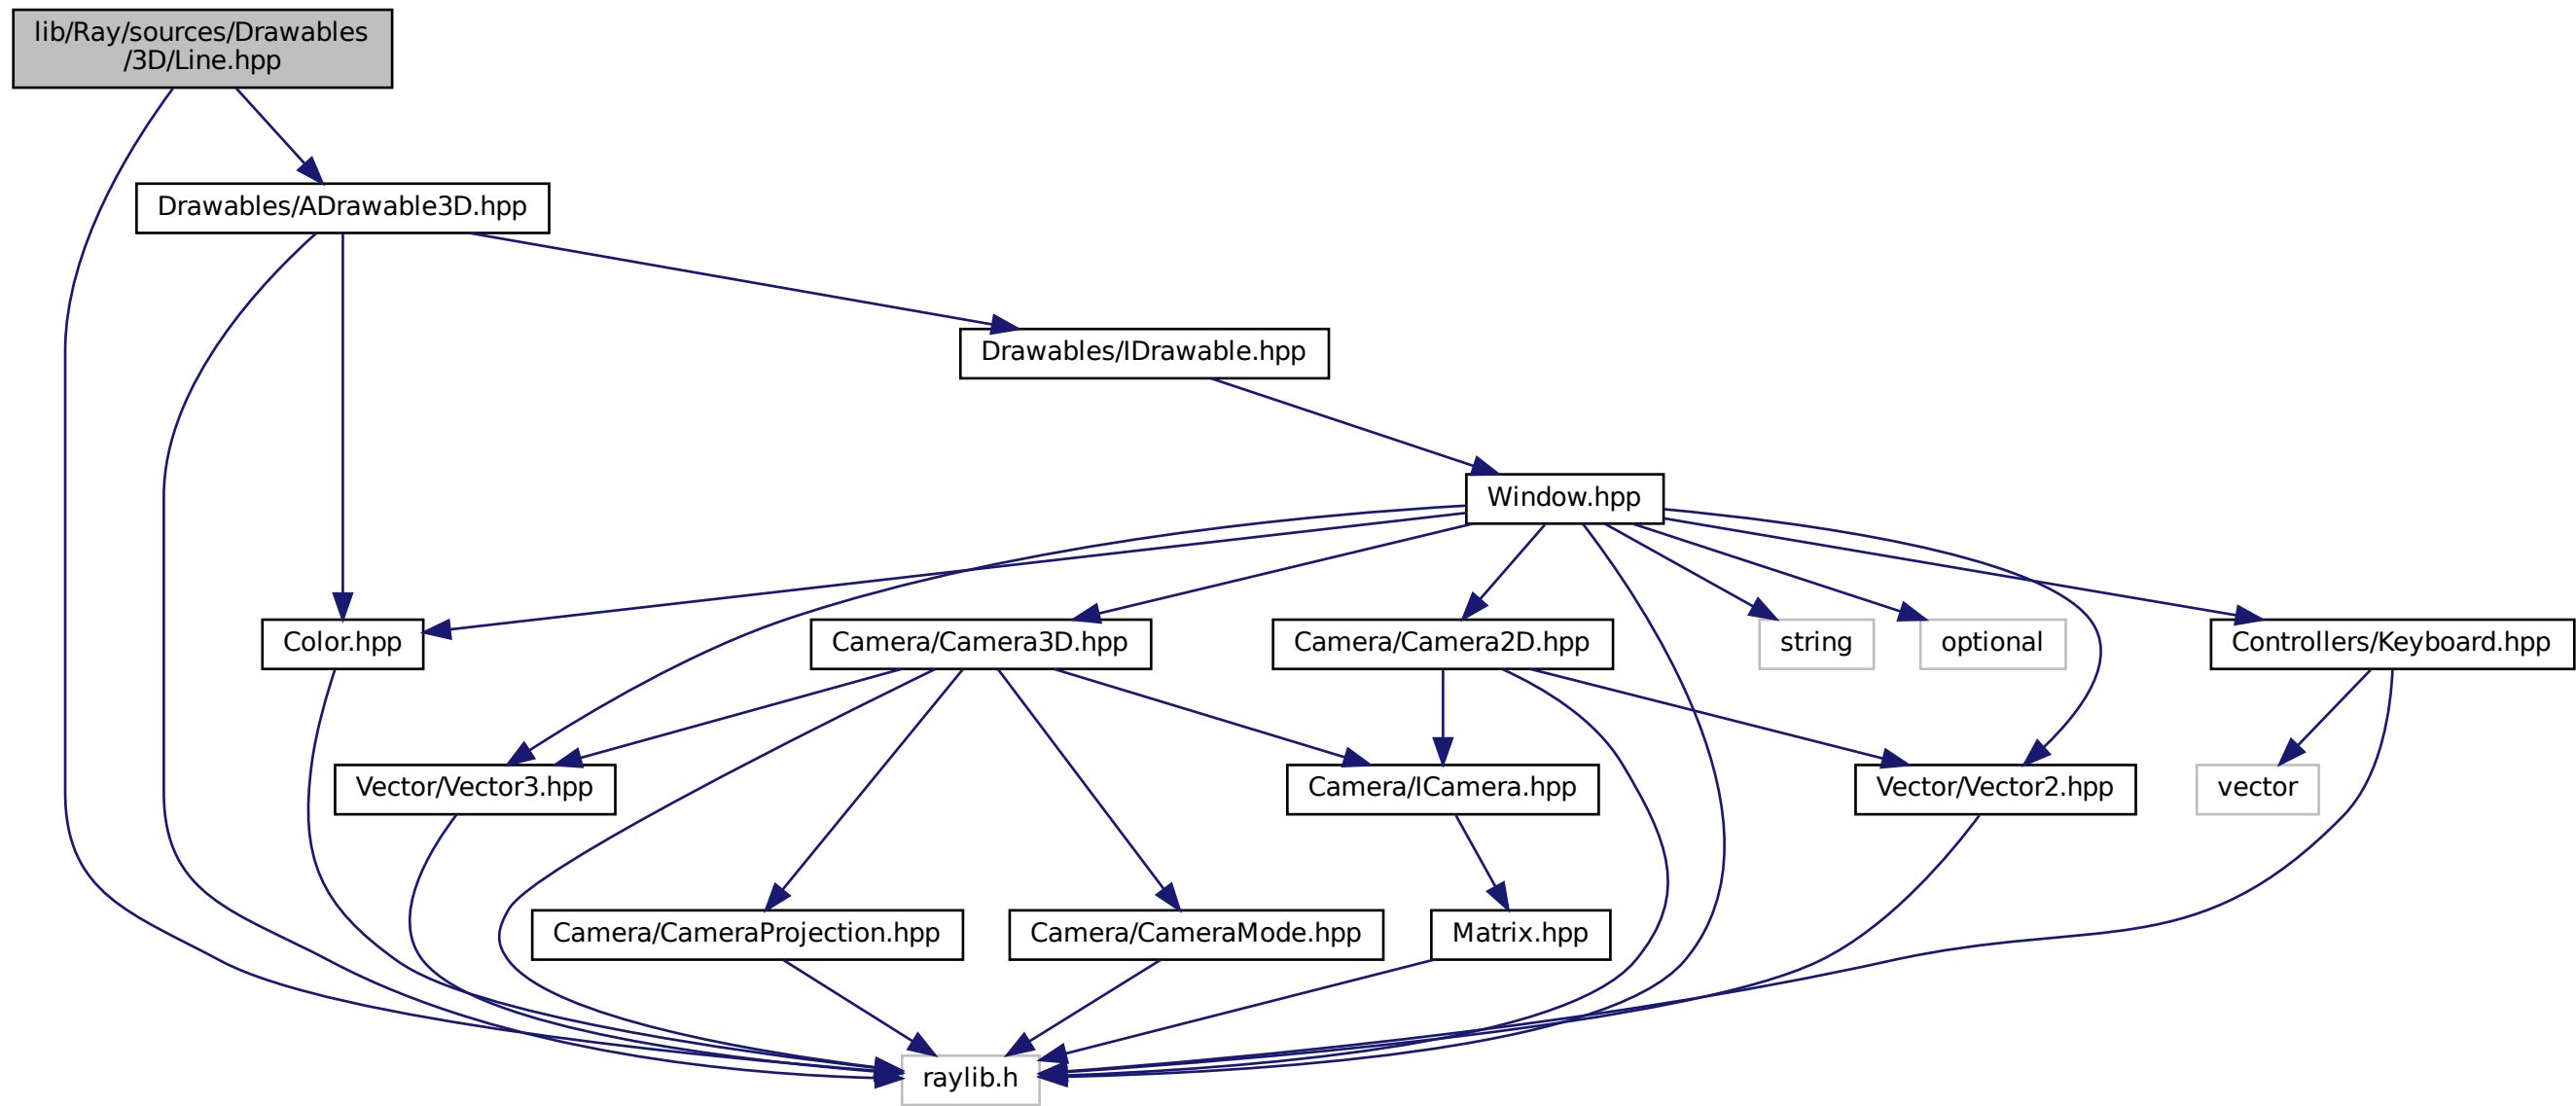 lib/Ray/sources/Drawables
/3D/Line.hpp
Drawables/ADrawable3D.hpp
Drawables/IDrawable.hpp
Window.hpp
Color.hpp
Camera/Camera3D.hpp
Camera/Camera2D.hpp
string
optional
Controllers/Keyboard.hpp
Vector/Vector3.hpp
Camera/ICamera.hpp
Vector/Vector2.hpp
vector
Camera/CameraProjection.hpp
Camera/CameraMode.hpp
Matrix.hpp
raylib.h